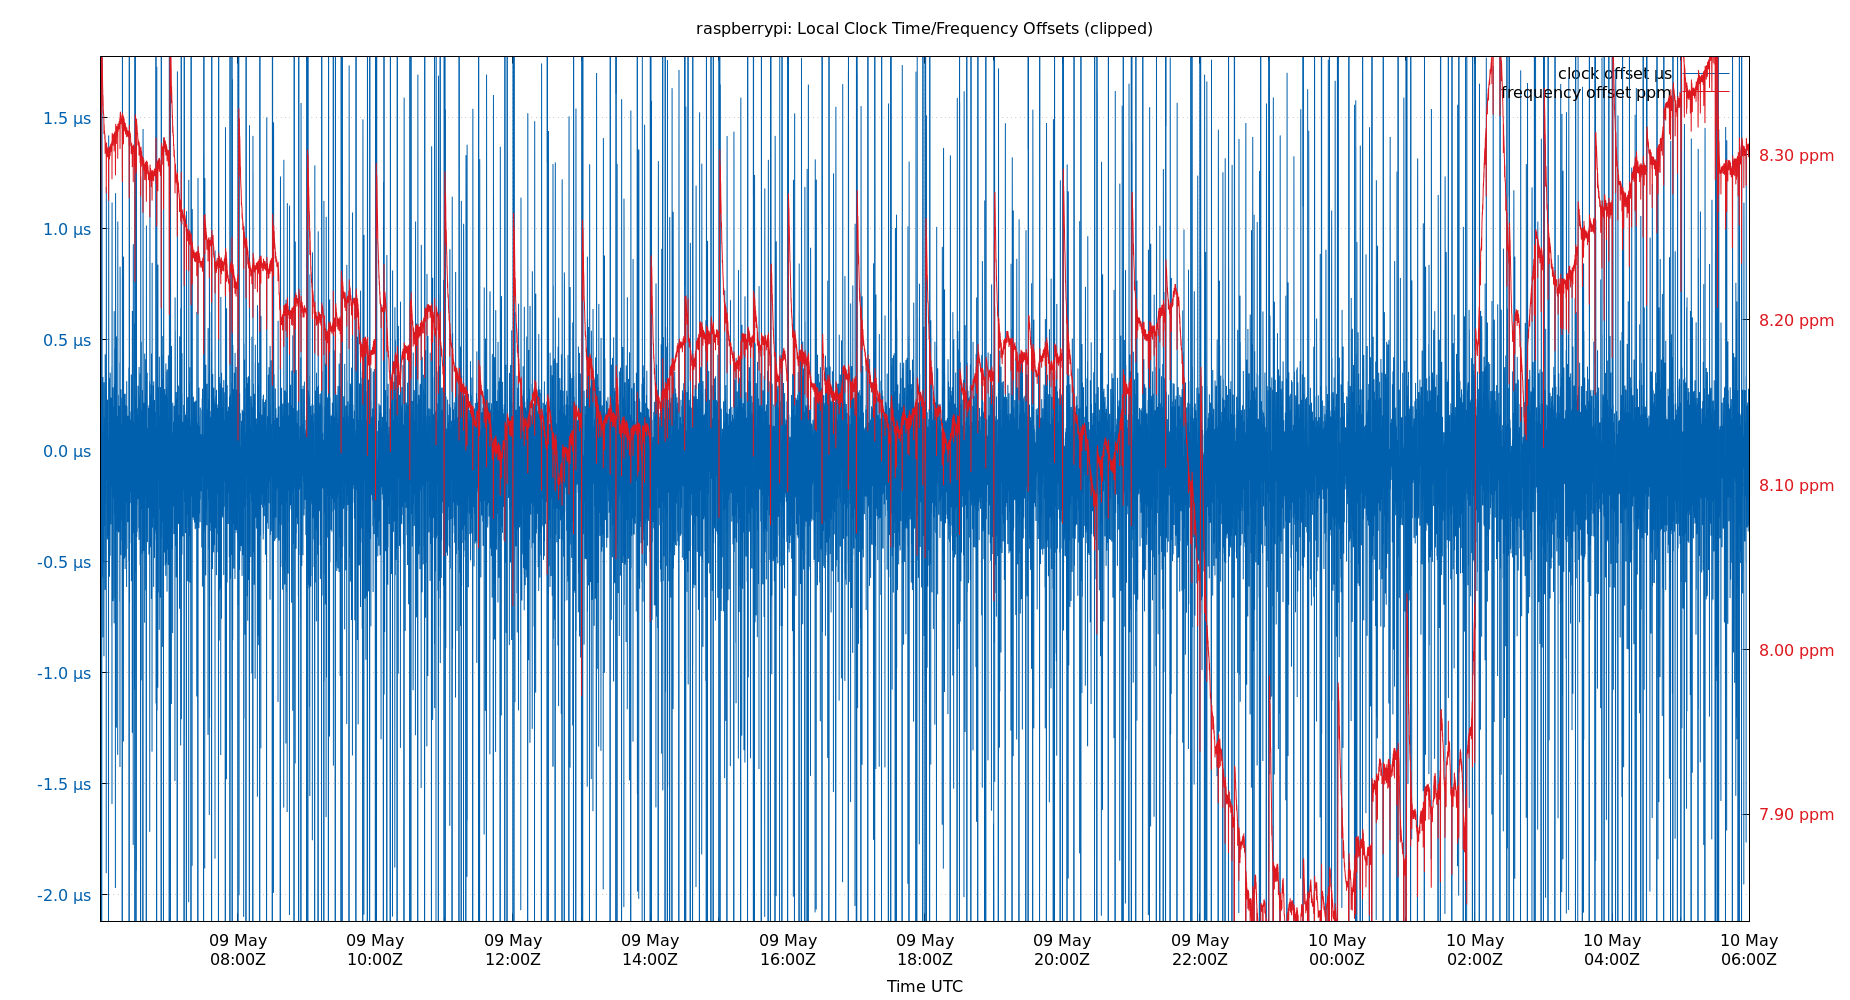 raspberrypi: Local Clock Time/Frequency Offsets (clipped)
clock offset µs
frequency offset ppm
1.5 µs
1.0 µs
0.5 µs
0.0 µs
-0.5 µs
-1.0 µs
-1.5 µs
-2.0 µs
8.30 ppm
8.20 ppm
8.10 ppm
8.00 ppm
7.90 ppm
09 May 09 May 09 May 09 May 09 May 09 May 09 May 09 May 10 May 10 May 10 May 10 May
08:00Z 10:00Z 12:00Z 14:00Z 16:00Z 18:00Z 20:00Z 22:00Z 00:00Z 02:00Z 04:00Z 06:00Z
Time UTC